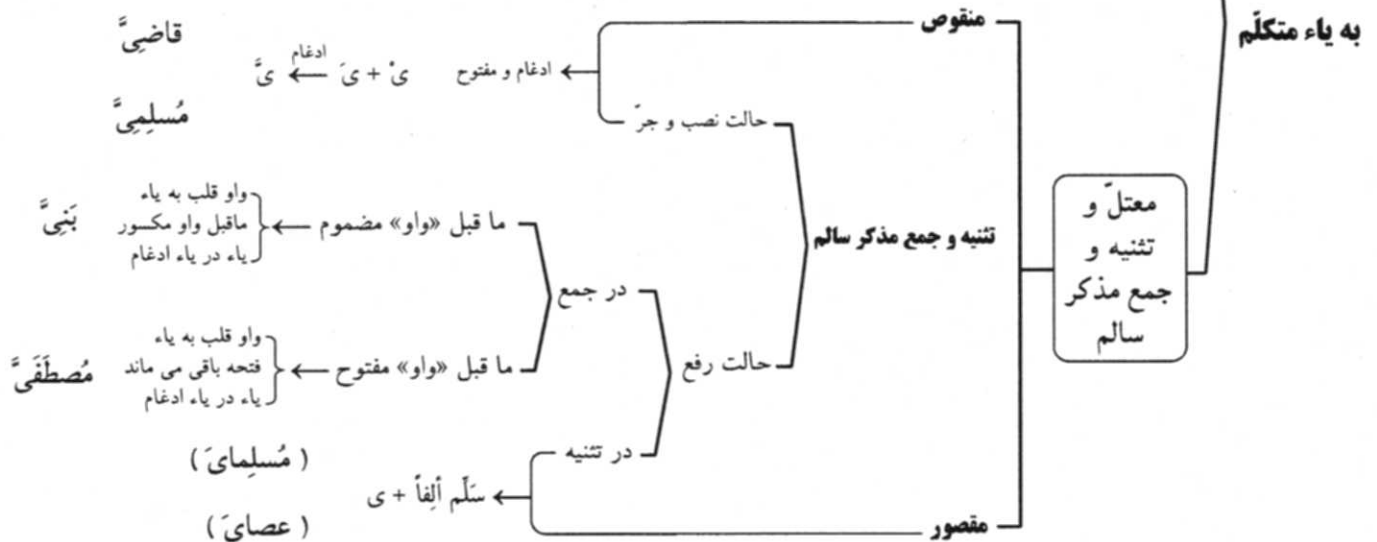 به یاء متکلّم
معتلّ و
تثنیه و
جمع مذکر
سالم
منقوص
تثنیه و جمع مذکر سالم
مقصور
حالت نصب و جرّ
حالت رفع
ادغام و مفتوح
ادغام
یْ + یَ ← یَّ
قاضِیَّ
مُسلِمِیَّ
در جمع
در تثنیه
ما قبل «واو» مضموم
واو قلب به یاء
ماقبل واو مکسور
یاء در یاء ادغام
بَنِیَّ
ما قبل «واو» مفتوح
واو قلب به یاء
فتحه باقی می ماند
یاء در یاء ادغام
مُصطَفَیَّ
سَلِّم ألِفاً + ی
( مُسلِمایَ )
( عصایَ )